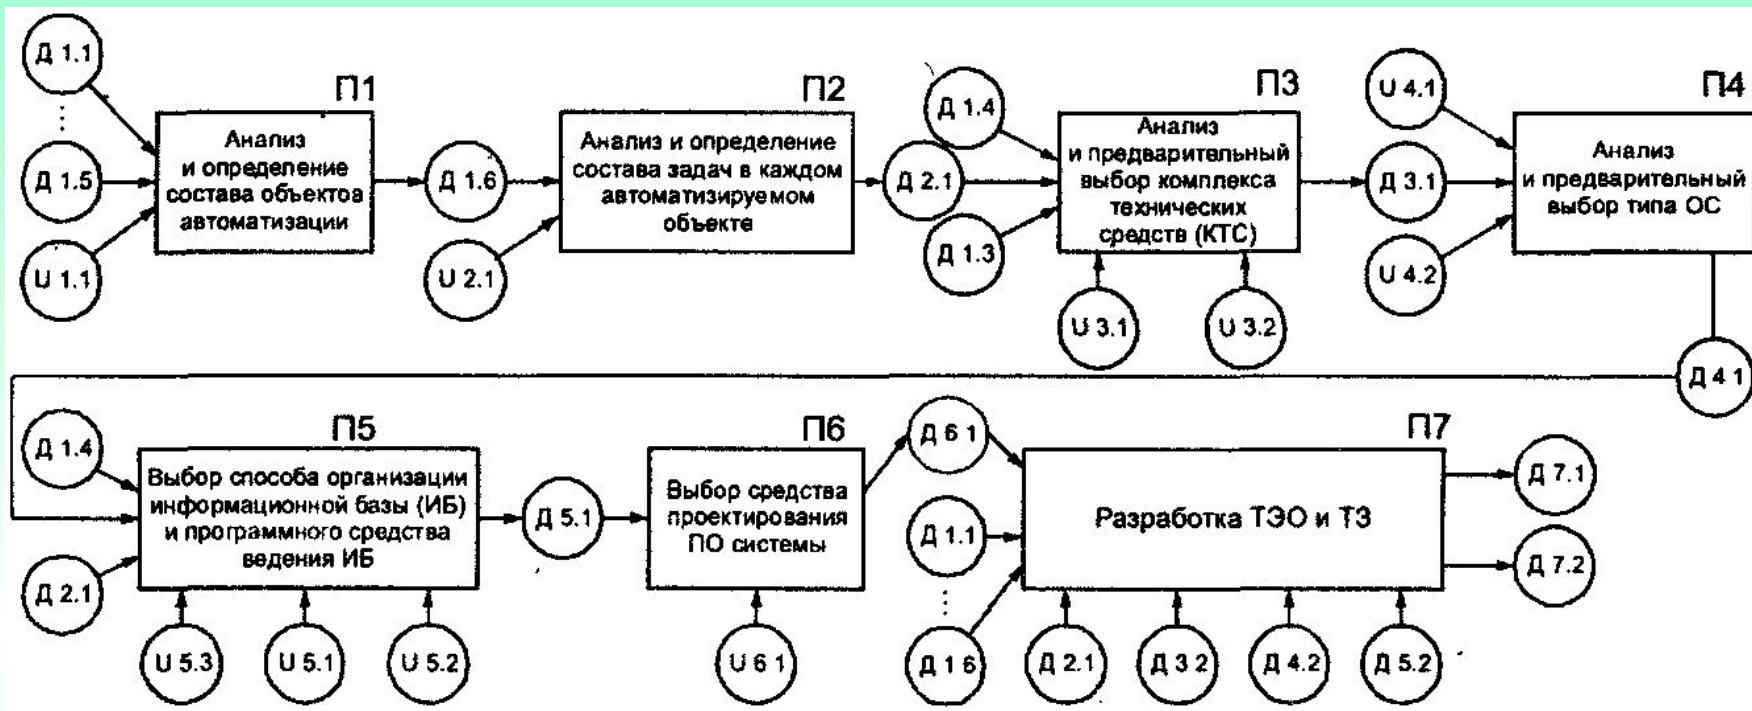 Д 1.1
Д 1.5
U 1.1
П1
Анализ
и определение
состава объектов
автоматизации
Д 1.6
U 2.1
П2
Анализ и определение
состава задач в каждом
автоматизируемом
объекте
Д 1.4
Д 2.1
Д 1.3
П3
Анализ
и предварительный
выбор комплекса
технических
средств (КТС)
U 3.1
U 3.2
U 4.1
Д 3.1
U 4.2
П4
Анализ
и предварительный
выбор типа ОС
Д 4 1
Д 1.4
Д 2.1
П5
Выбор способа организации
информационной базы (ИБ)
и программного средства
ведения ИБ
U 5.3
U 5.1
U 5.2
Д 5.1
П6
Выбор средства
проектирования
ПО системы
U 6 1
Д 6 1
Д 1.1
Д 1 6
П7
Разработка ТЭО и ТЗ
Д 2.1
Д 3 2
Д 4.2
Д 5.2
Д 7.1
Д 7.2